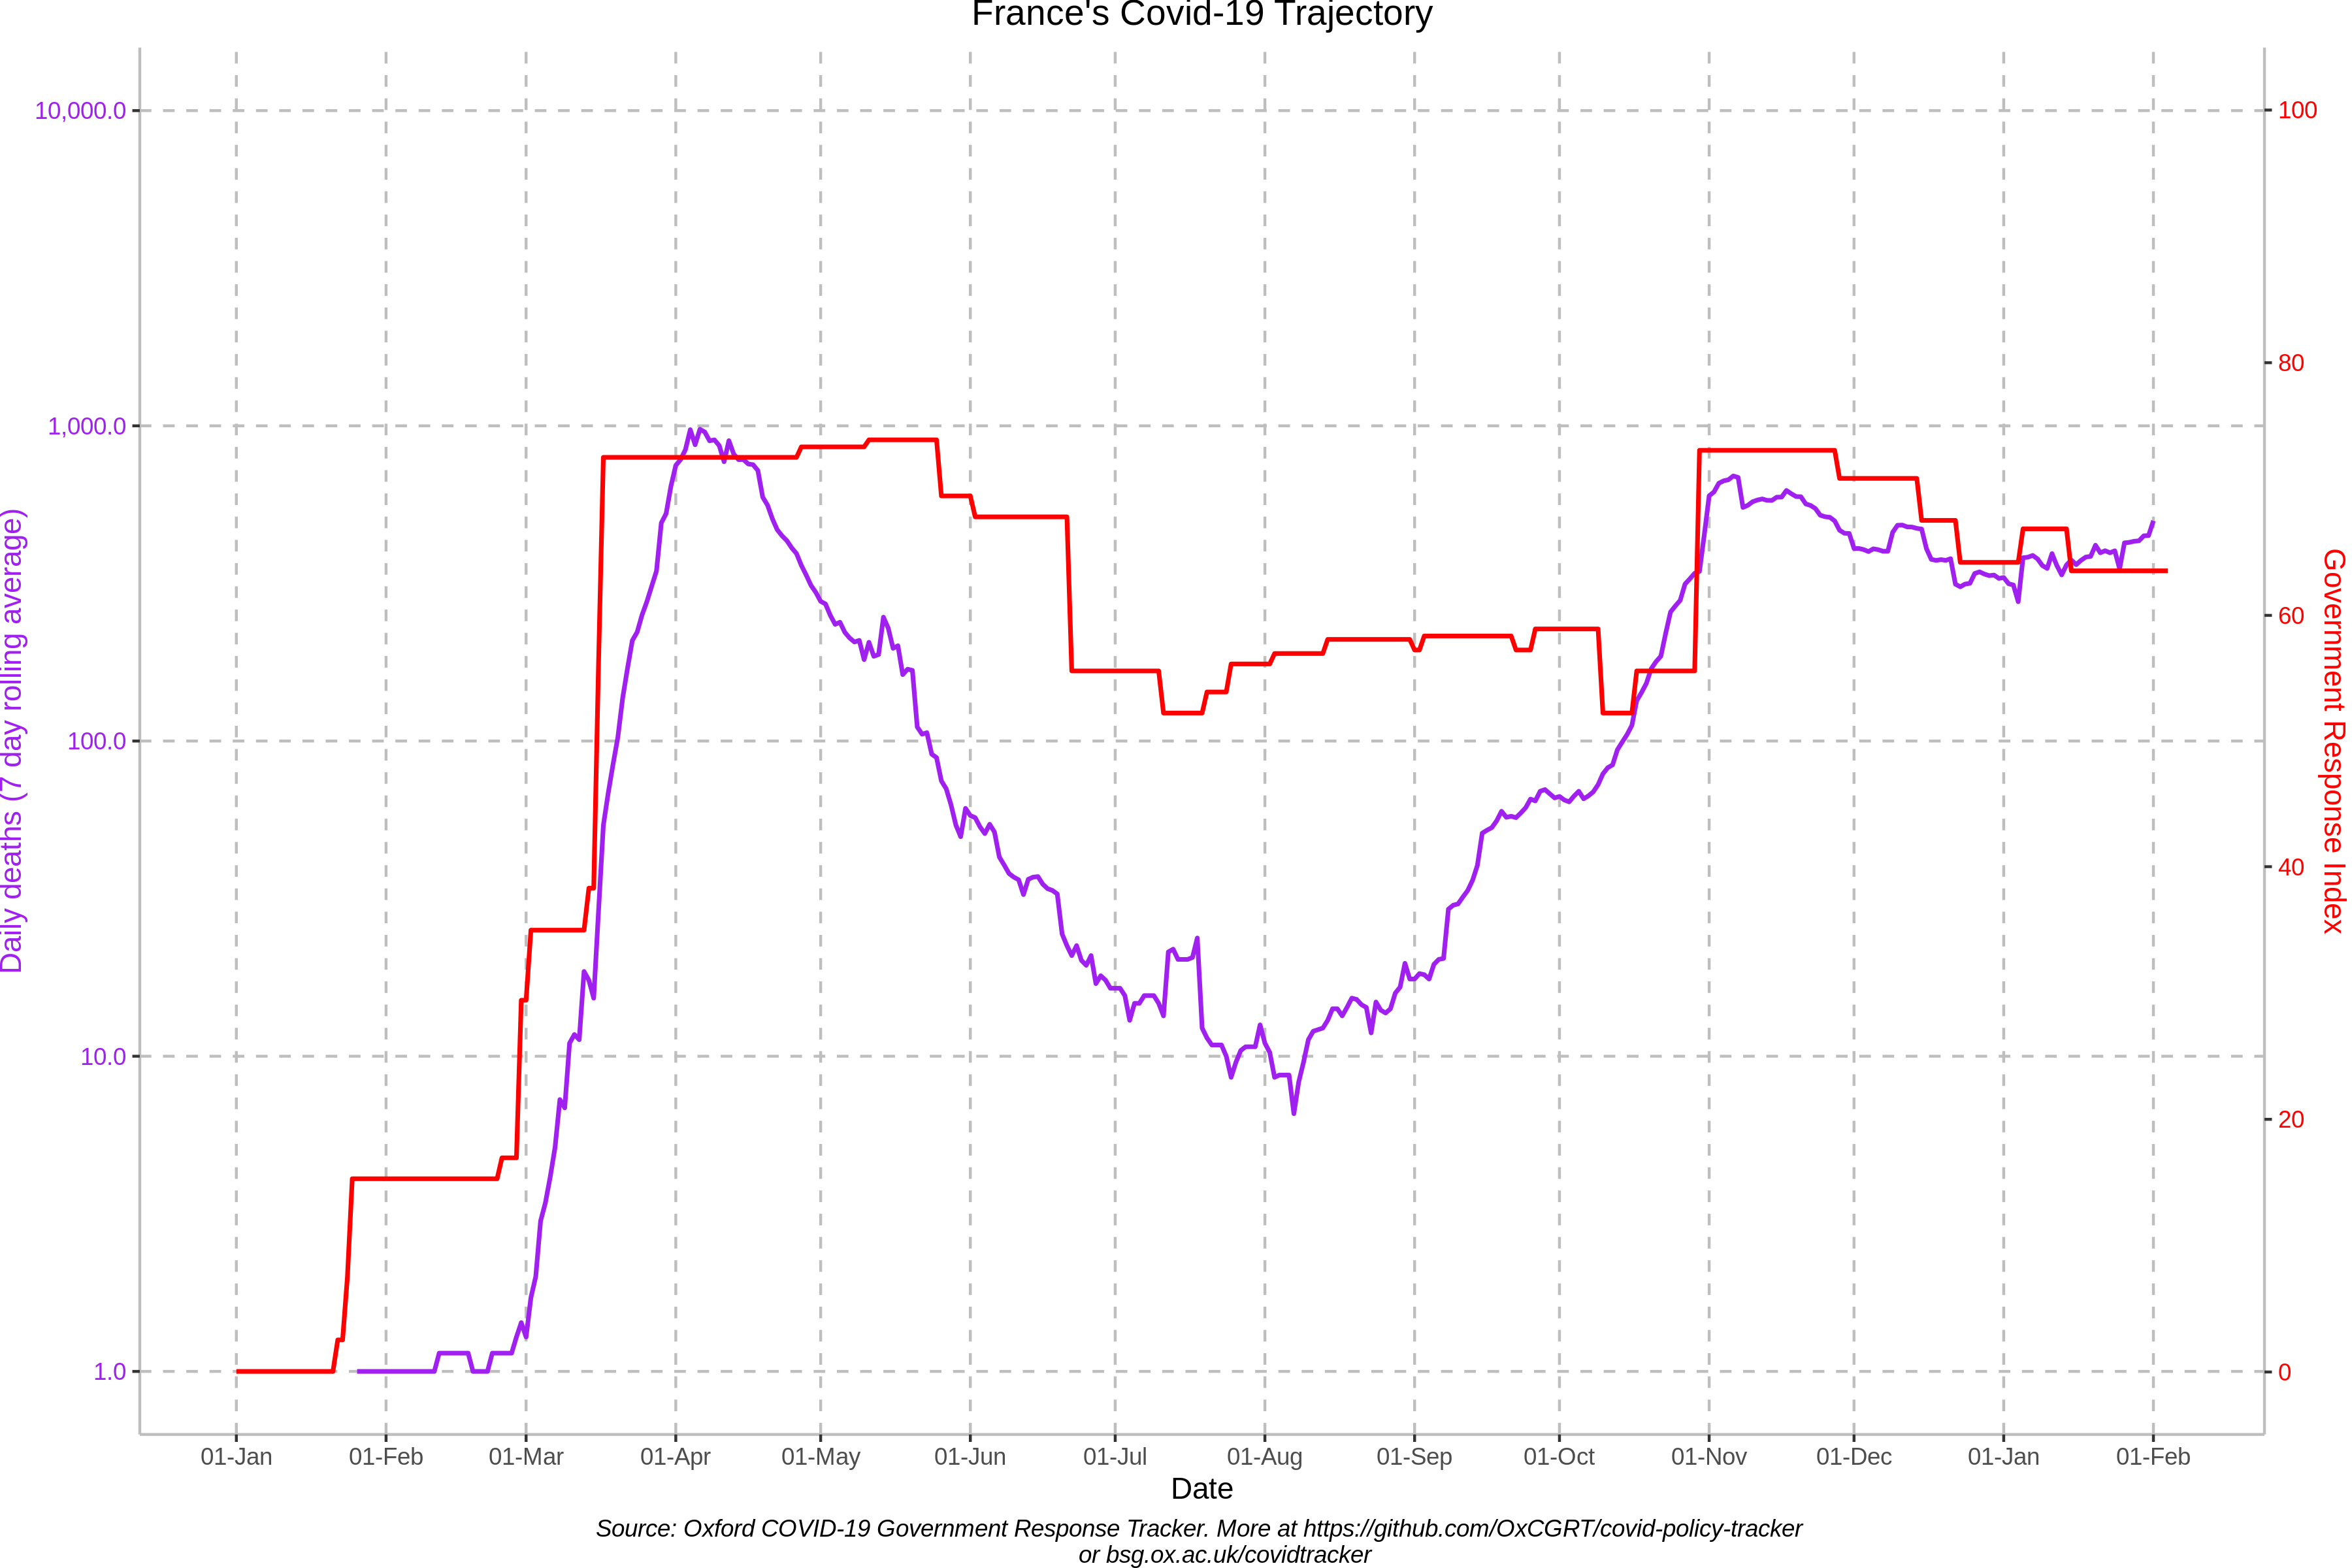 France's Covid-19 Trajectory
10,000.0
1,000.0
100.0
10.0
1.0
Daily deaths (7 day rolling average)
100
80
60
40
20
0
Government Response Index
01-Jan 01-Feb 01-Mar 01-Apr 01-May 01-Jun 01-Jul 01-Aug 01-Sep 01-Oct 01-Nov 01-Dec 01-Jan 01-Feb
Date
Source: Oxford COVID-19 Government Response Tracker. More at https://github.com/OxCGRT/covid-policy-tracker
or bsg.ox.ac.uk/covidtracker